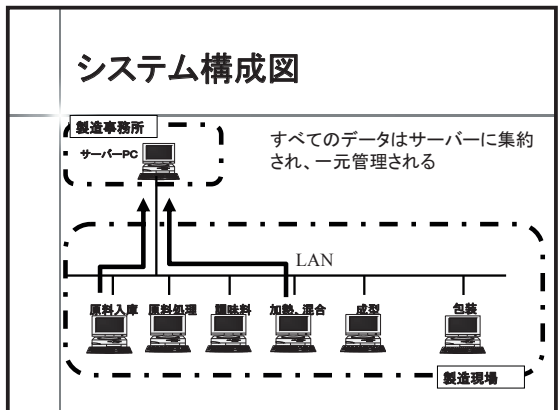 システム構成図
製造事務所
サーバーPC
すべてのデータはサーバーに集約
され、一元管理される
LAN
原料入庫
原料処理
調味料
加熱、混合
成型
包装
製造現場